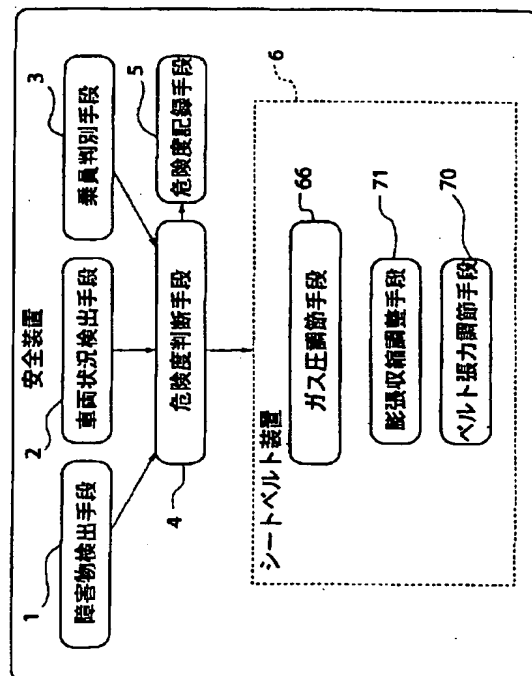 安全装置
1
障害物検出手段
2
車両状況検出手段
3
乗員判別手段
4
危険度判断手段
5
危険度記録手段
6
シートベルト装置
66
ガス圧調節手段
71
膨張収縮調整手段
70
ベルト張力調節手段